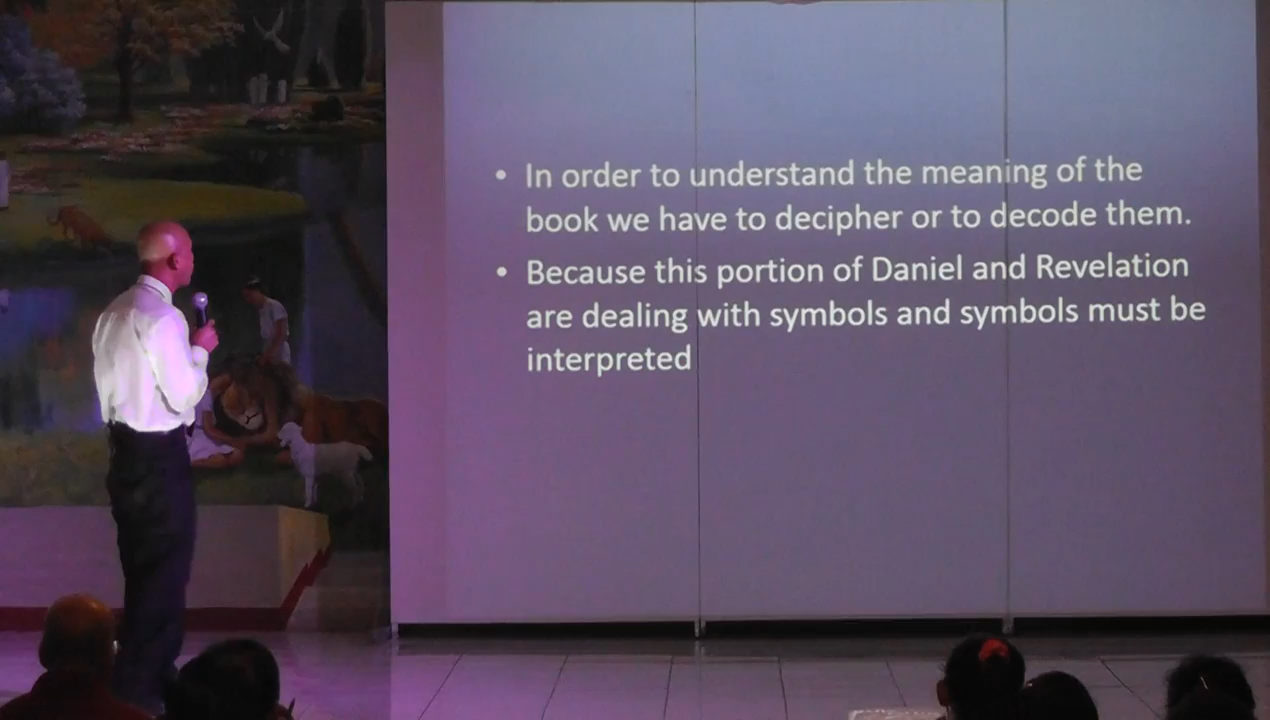 • In order to understand the meaning of the
book we have to decipher or to decode them.
• Because this portion of Daniel and Revelation
are dealing with symbols and symbols must be
interpreted